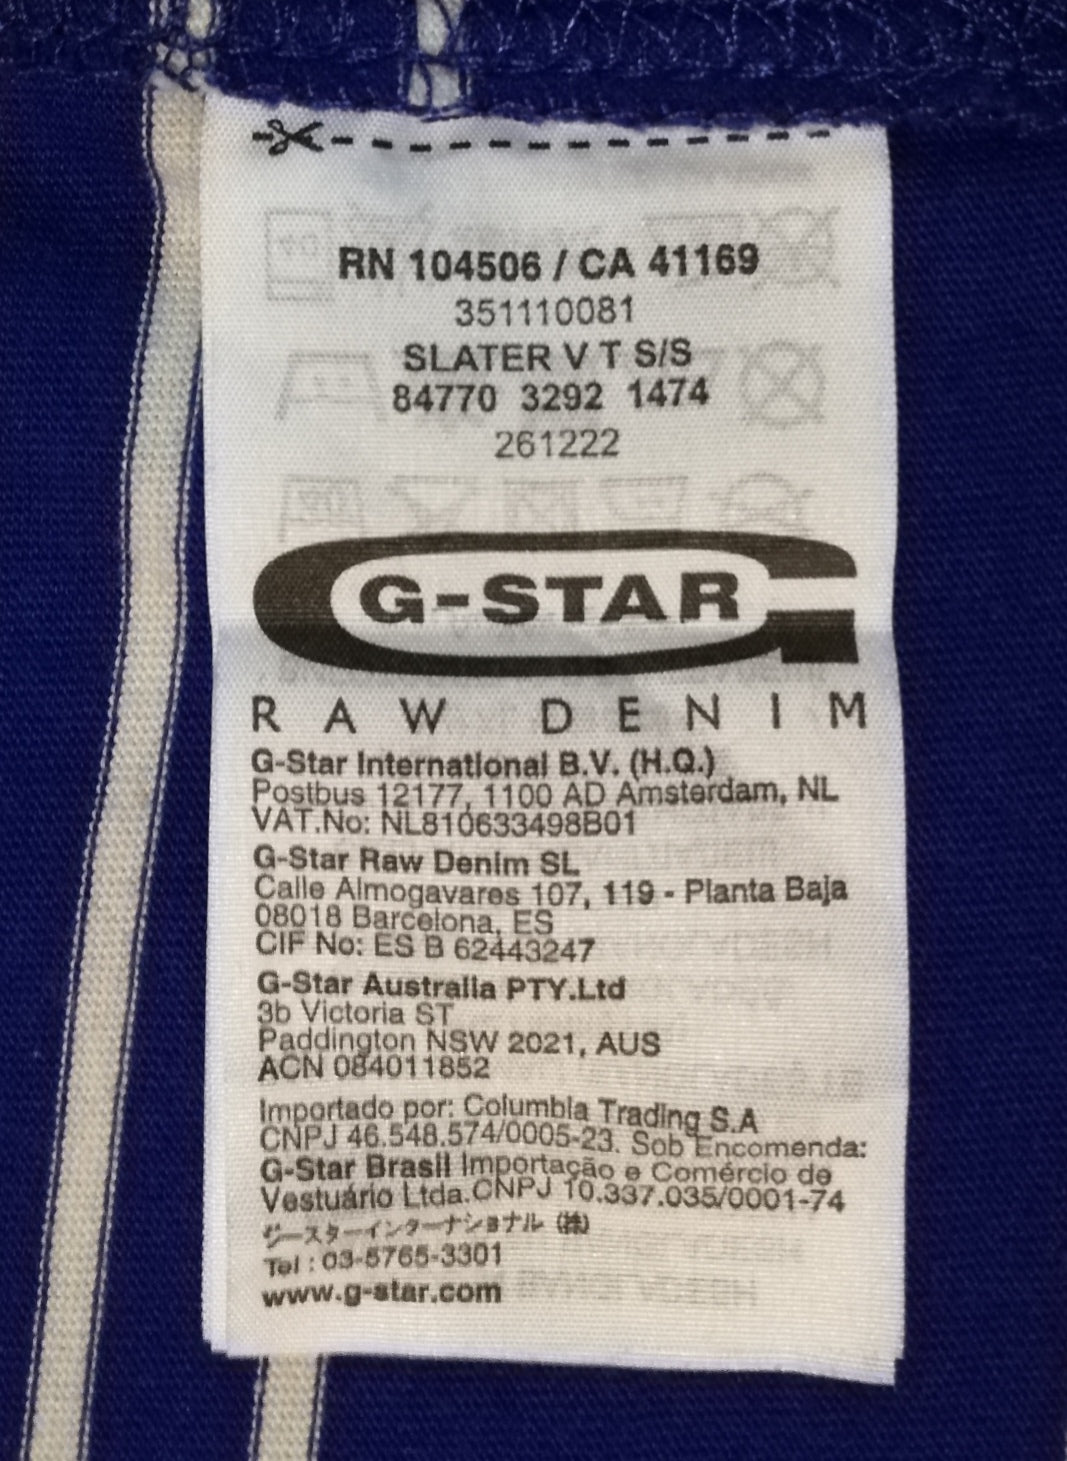 RN 104506 / CA 41169
351110081
SLATER V T S/S
84770 3292 1474
261222
G-STAR
RAW DENIM
G-Star International B.V. (H.Q.)
Postbus 12177, 1100 AD Amsterdam, NL
VAT.No: NL810633498B01
G-Star Raw Denim SL
Calle Almogavares 107, 119 - Planta Baja
08018 Barcelona, ES
CIF No: ES B 62443247
G-Star Australia PTY.Ltd
3b Victoria ST
Paddington NSW 2021, AUS
ACN 084011852
Importado por: Columbia Trading S.A
CNPJ 46.548.574/0005-23. Sob Encomenda:
G-Star Brasil Importação e Comércio de
Vestuário Ltda.CNPJ 10.337.035/0001-74
ジースターインターナショナル (株)
Tel : 03-5765-3301
www.g-star.com